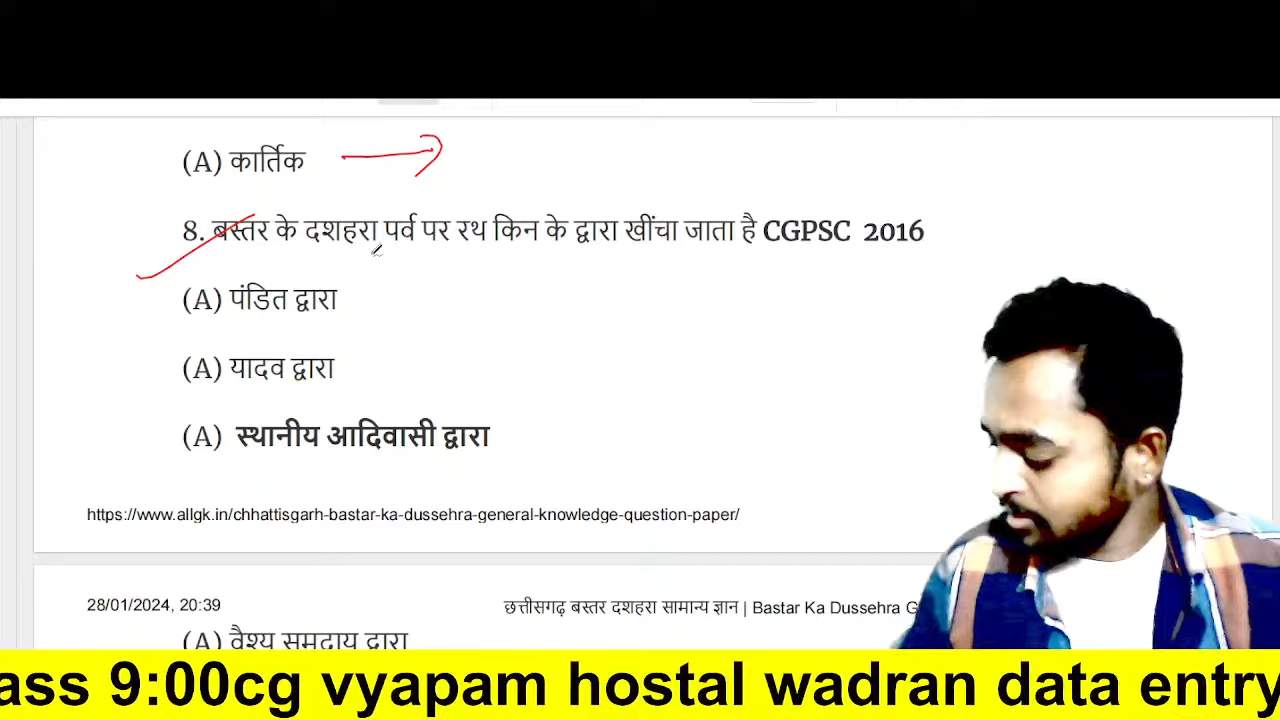 (A) कार्तिक
8. बस्तर के दशहरा पर्व पर रथ किन के द्वारा खींचा जाता है CGPSC 2016
(A) पंडित द्वारा
(A) यादव द्वारा
(A) स्थानीय आदिवासी द्वारा
https://www.allgk.in/chhattisgarh-bastar-ka-dussehra-general-knowledge-question-paper/
28/01/2024, 20:39
छत्तीसगढ़ बस्तर दशहरा सामान्य ज्ञान | Bastar Ka Dussehra G
(A) वैश्य समुदाय द्वारा
ass 9:00cg vyapam hostal wadran data entry